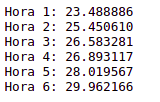 Hora 1: 23.488886
Hora 2: 25.450610
Hora 3: 26.583281
Hora 4: 26.893117
Hora 5: 28.019567
Hora 6: 29.962166